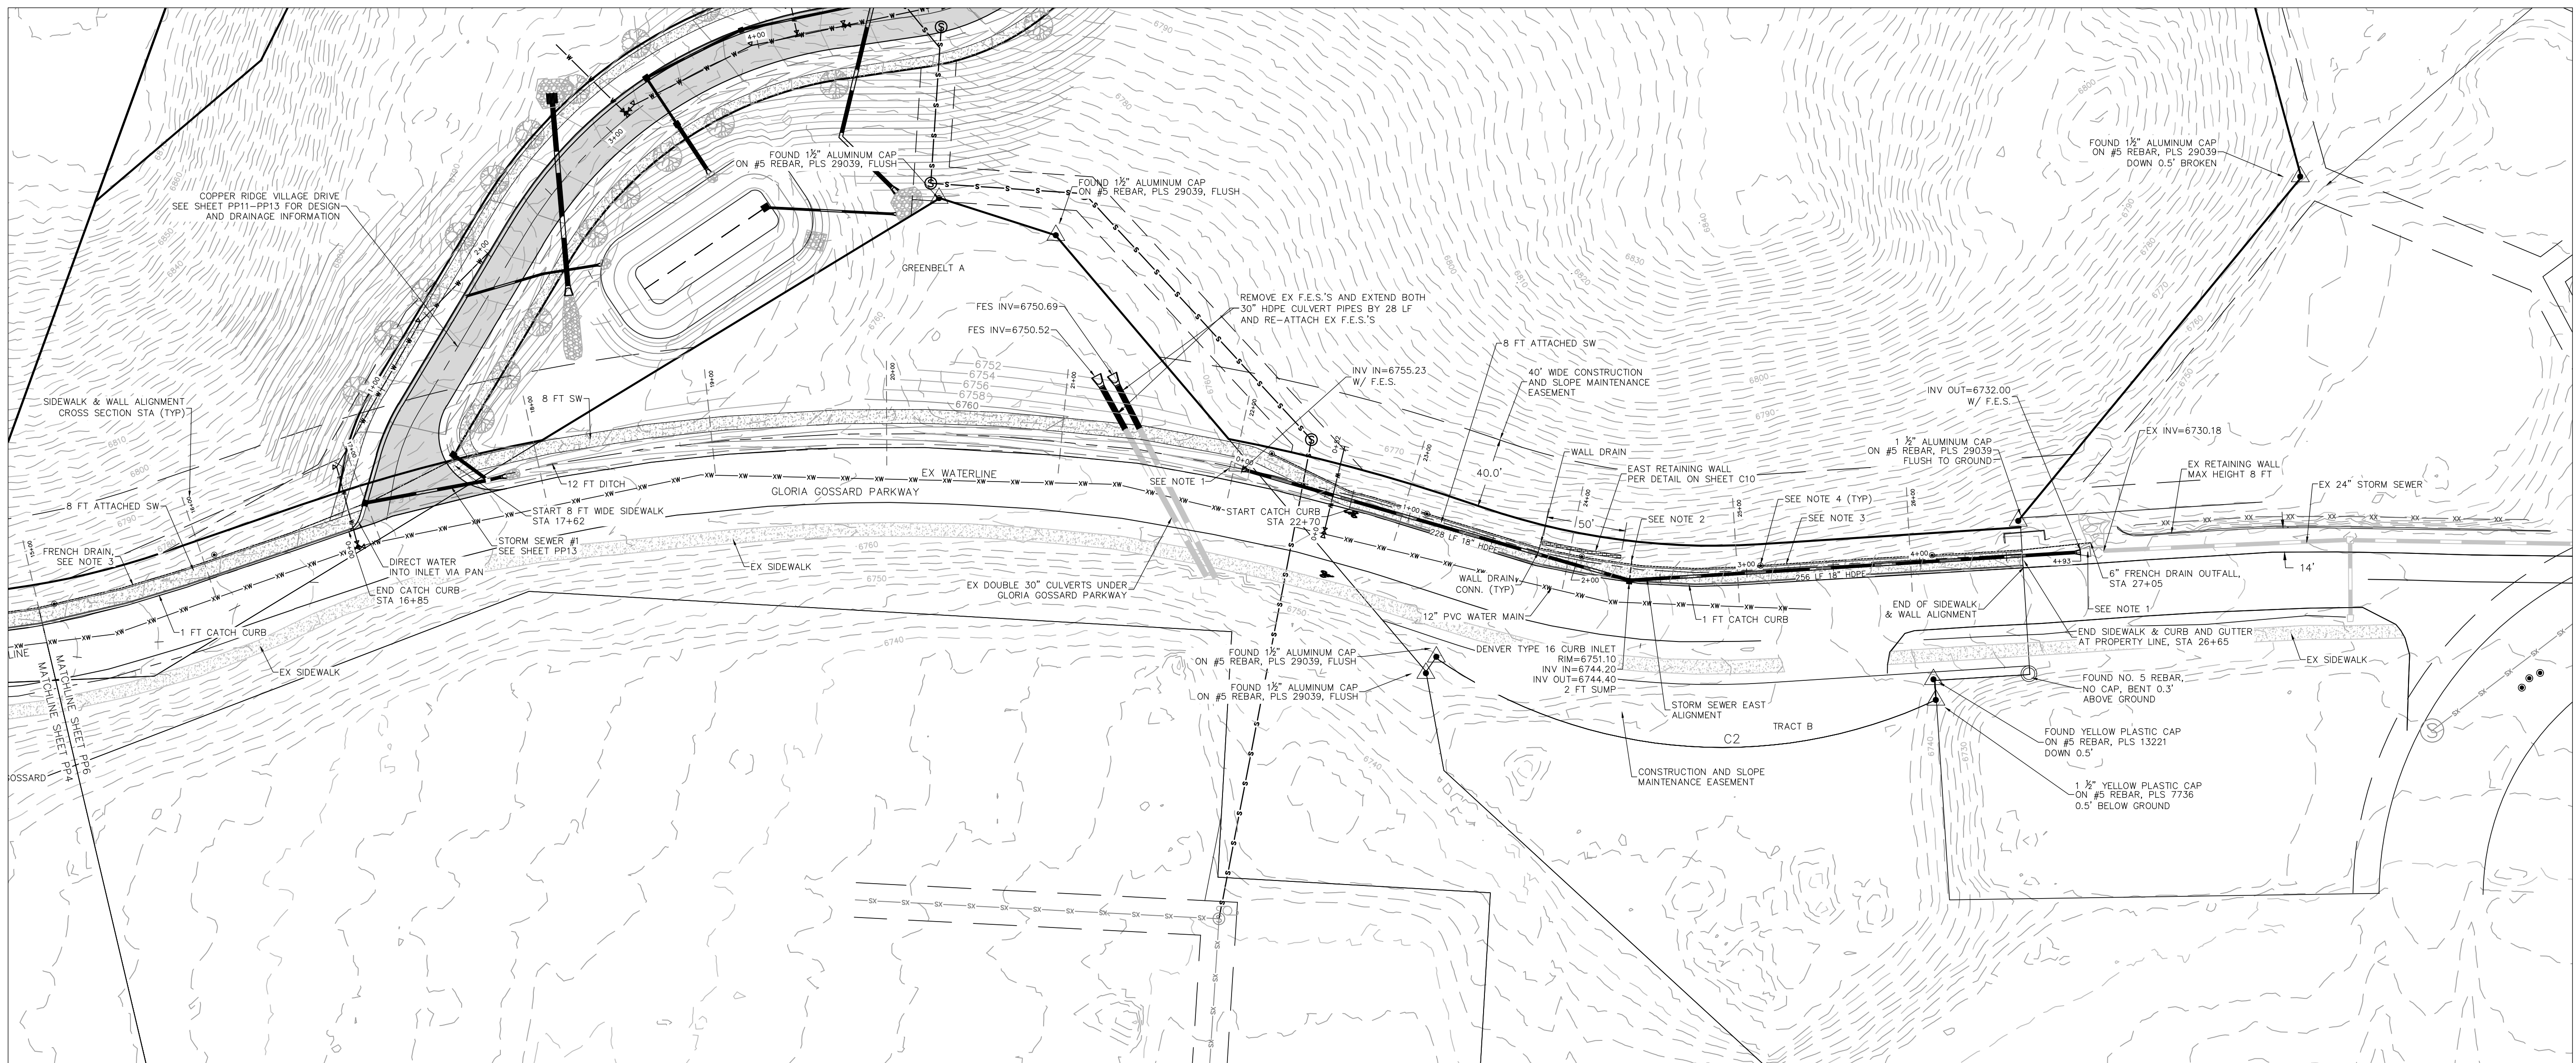 COPPER RIDGE VILLAGE DRIVE
SEE SHEET PP11-PP13 FOR DESIGN
AND DRAINAGE INFORMATION
FOUND 1½" ALUMINUM CAP
ON #5 REBAR, PLS 29039, FLUSH
FOUND 1½" ALUMINUM CAP
ON #5 REBAR, PLS 29039, FLUSH
FOUND 1½" ALUMINUM CAP
ON #5 REBAR, PLS 29039
DOWN 0.5' BROKEN
GREENBELT A
FES INV=6750.69
FES INV=6750.52
REMOVE EX F.E.S.'S AND EXTEND BOTH
30" HDPE CULVERT PIPES BY 28 LF
AND RE-ATTACH EX F.E.S.'S
8 FT ATTACHED SW
INV IN=6755.23
W/ F.E.S.
40' WIDE CONSTRUCTION
AND SLOPE MAINTENANCE
EASEMENT
INV OUT=6732.00
W/ F.E.S.
EX INV=6730.18
1 ½" ALUMINUM CAP
ON #5 REBAR, PLS 29039
FLUSH TO GROUND
EX RETAINING WALL
MAX HEIGHT 8 FT
EX 24" STORM SEWER
SIDEWALK & WALL ALIGNMENT
CROSS SECTION STA (TYP)
8 FT SW
6752
6754
6756
6758
6760
WALL DRAIN
EAST RETAINING WALL
PER DETAIL ON SHEET C10
40.0'
50'
SEE NOTE 2
SEE NOTE 4 (TYP)
SEE NOTE 3
12 FT DITCH
EX WATERLINE
GLORIA GOSSARD PARKWAY
SEE NOTE 1
START CATCH CURB
STA 22+70
8 FT ATTACHED SW
START 8 FT WIDE SIDEWALK
STA 17+62
STORM SEWER #1
SEE SHEET PP13
FRENCH DRAIN,
SEE NOTE 3
DIRECT WATER
INTO INLET VIA PAN
END CATCH CURB
STA 16+85
EX SIDEWALK
EX DOUBLE 30" CULVERTS UNDER
GLORIA GOSSARD PARKWAY
228 LF 18" HDPE
256 LF 18" HDPE
WALL DRAIN
CONN. (TYP)
12" PVC WATER MAIN
1 FT CATCH CURB
14'
6" FRENCH DRAIN OUTFALL,
STA 27+05
SEE NOTE 1
END OF SIDEWALK
& WALL ALIGNMENT
END SIDEWALK & CURB AND GUTTER
AT PROPERTY LINE, STA 26+65
EX SIDEWALK
1 FT CATCH CURB
EX SIDEWALK
LINE
MATCHLINE SHEET PP6
MATCHLINE SHEET PP4
GOSSARD
FOUND 1½" ALUMINUM CAP
ON #5 REBAR, PLS 29039, FLUSH
FOUND 1½" ALUMINUM CAP
ON #5 REBAR, PLS 29039, FLUSH
DENVER TYPE 16 CURB INLET
RIM=6751.10
INV IN=6744.20
INV OUT=6744.40
2 FT SUMP
STORM SEWER EAST
ALIGNMENT
TRACT B
C2
CONSTRUCTION AND SLOPE
MAINTENANCE EASEMENT
FOUND NO. 5 REBAR,
NO CAP, BENT 0.3'
ABOVE GROUND
FOUND YELLOW PLASTIC CAP
ON #5 REBAR, PLS 13221
DOWN 0.5'
1 ½" YELLOW PLASTIC CAP
ON #5 REBAR, PLS 7736
0.5' BELOW GROUND
0+00
1+00
2+00
3+00
4+00
4+93